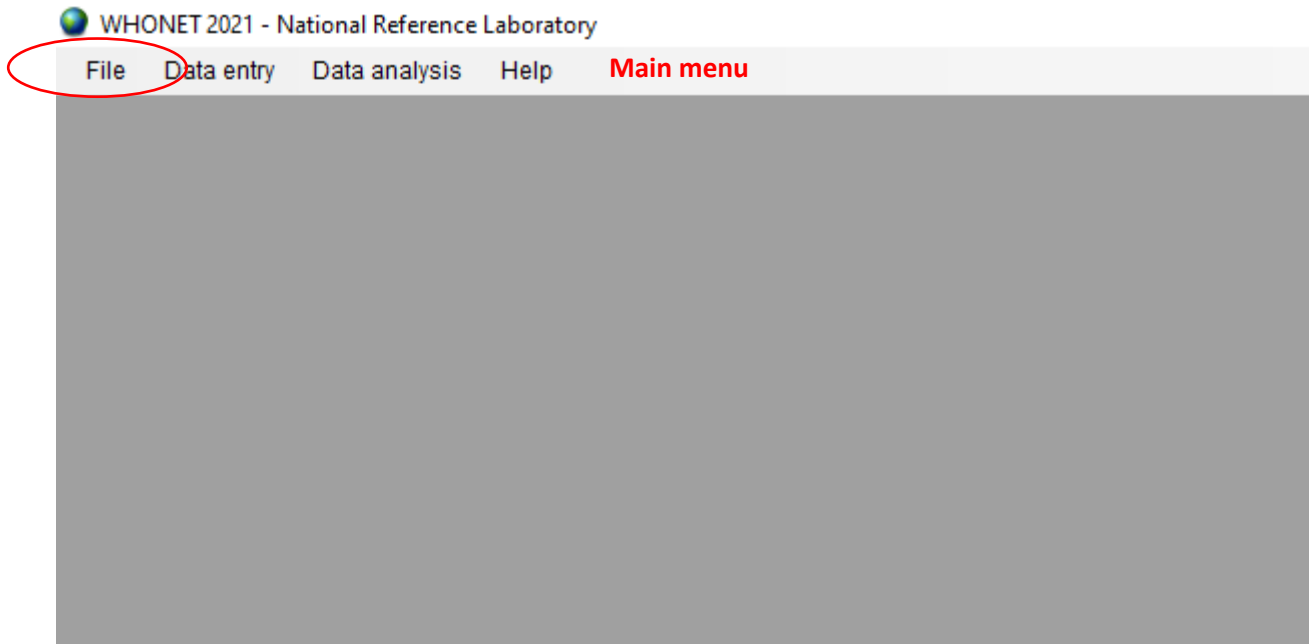 WHONET 2021 - National Reference Laboratory
File Data entry Data analysis Help Main menu